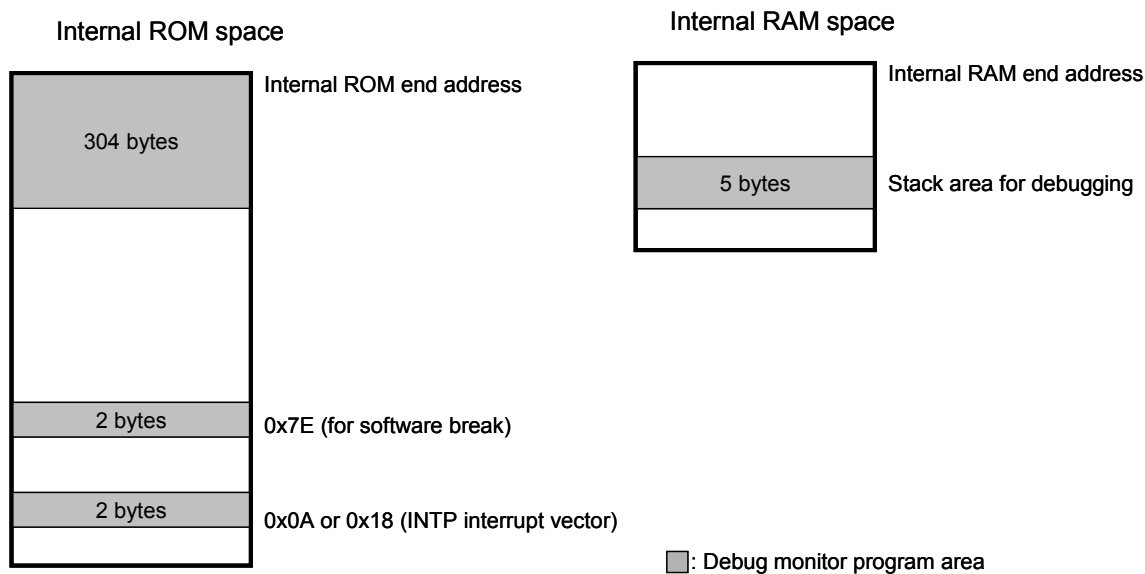 Internal ROM space
Internal ROM end address
304 bytes
2 bytes
0x7E (for software break)
2 bytes
0x0A or 0x18 (INTP interrupt vector)
Internal RAM space
Internal RAM end address
5 bytes
Stack area for debugging
: Debug monitor program area